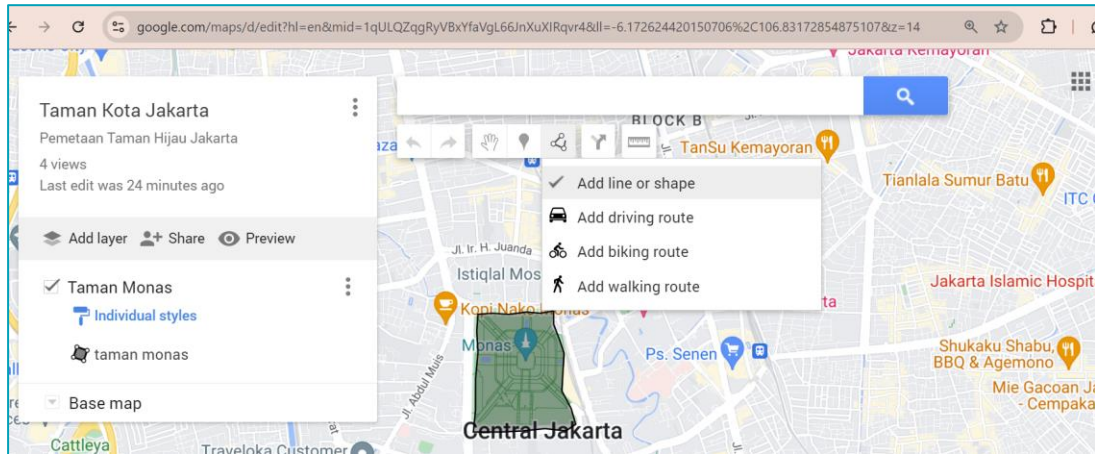 google.com/maps/d/edit?hl=en&mid=1qULQZqgRyVBxYfaVgL66JnXuXIRqvr4&ll=-6.172624420150706%2C106.83172854875107&z=14
Jakarta Kemayoran
Taman Kota Jakarta
Pemetaan Taman Hijau Jakarta
4 views
Last edit was 24 minutes ago
Add layer
Share
Preview
Taman Monas
Individual styles
taman monas
Base map
BLOCK B
Jl.
TanSu Kemayoran
Add line or shape
Add driving route
Add biking route
Add walking route
Tianlala Sumur Batu
ITC
Jl. Ir. H. Juanda
Istiqlal Mos
Kopi Nako Monas
Monas
Jl. Abdul Muis
Ps. Senen
Jakarta Islamic Hospit
Shukaku Shabu,
BBQ & Agemono
Mie Gacoan Ja
- Cempaka
Central Jakarta
Jl.
Cattleya
Traveloka Customer